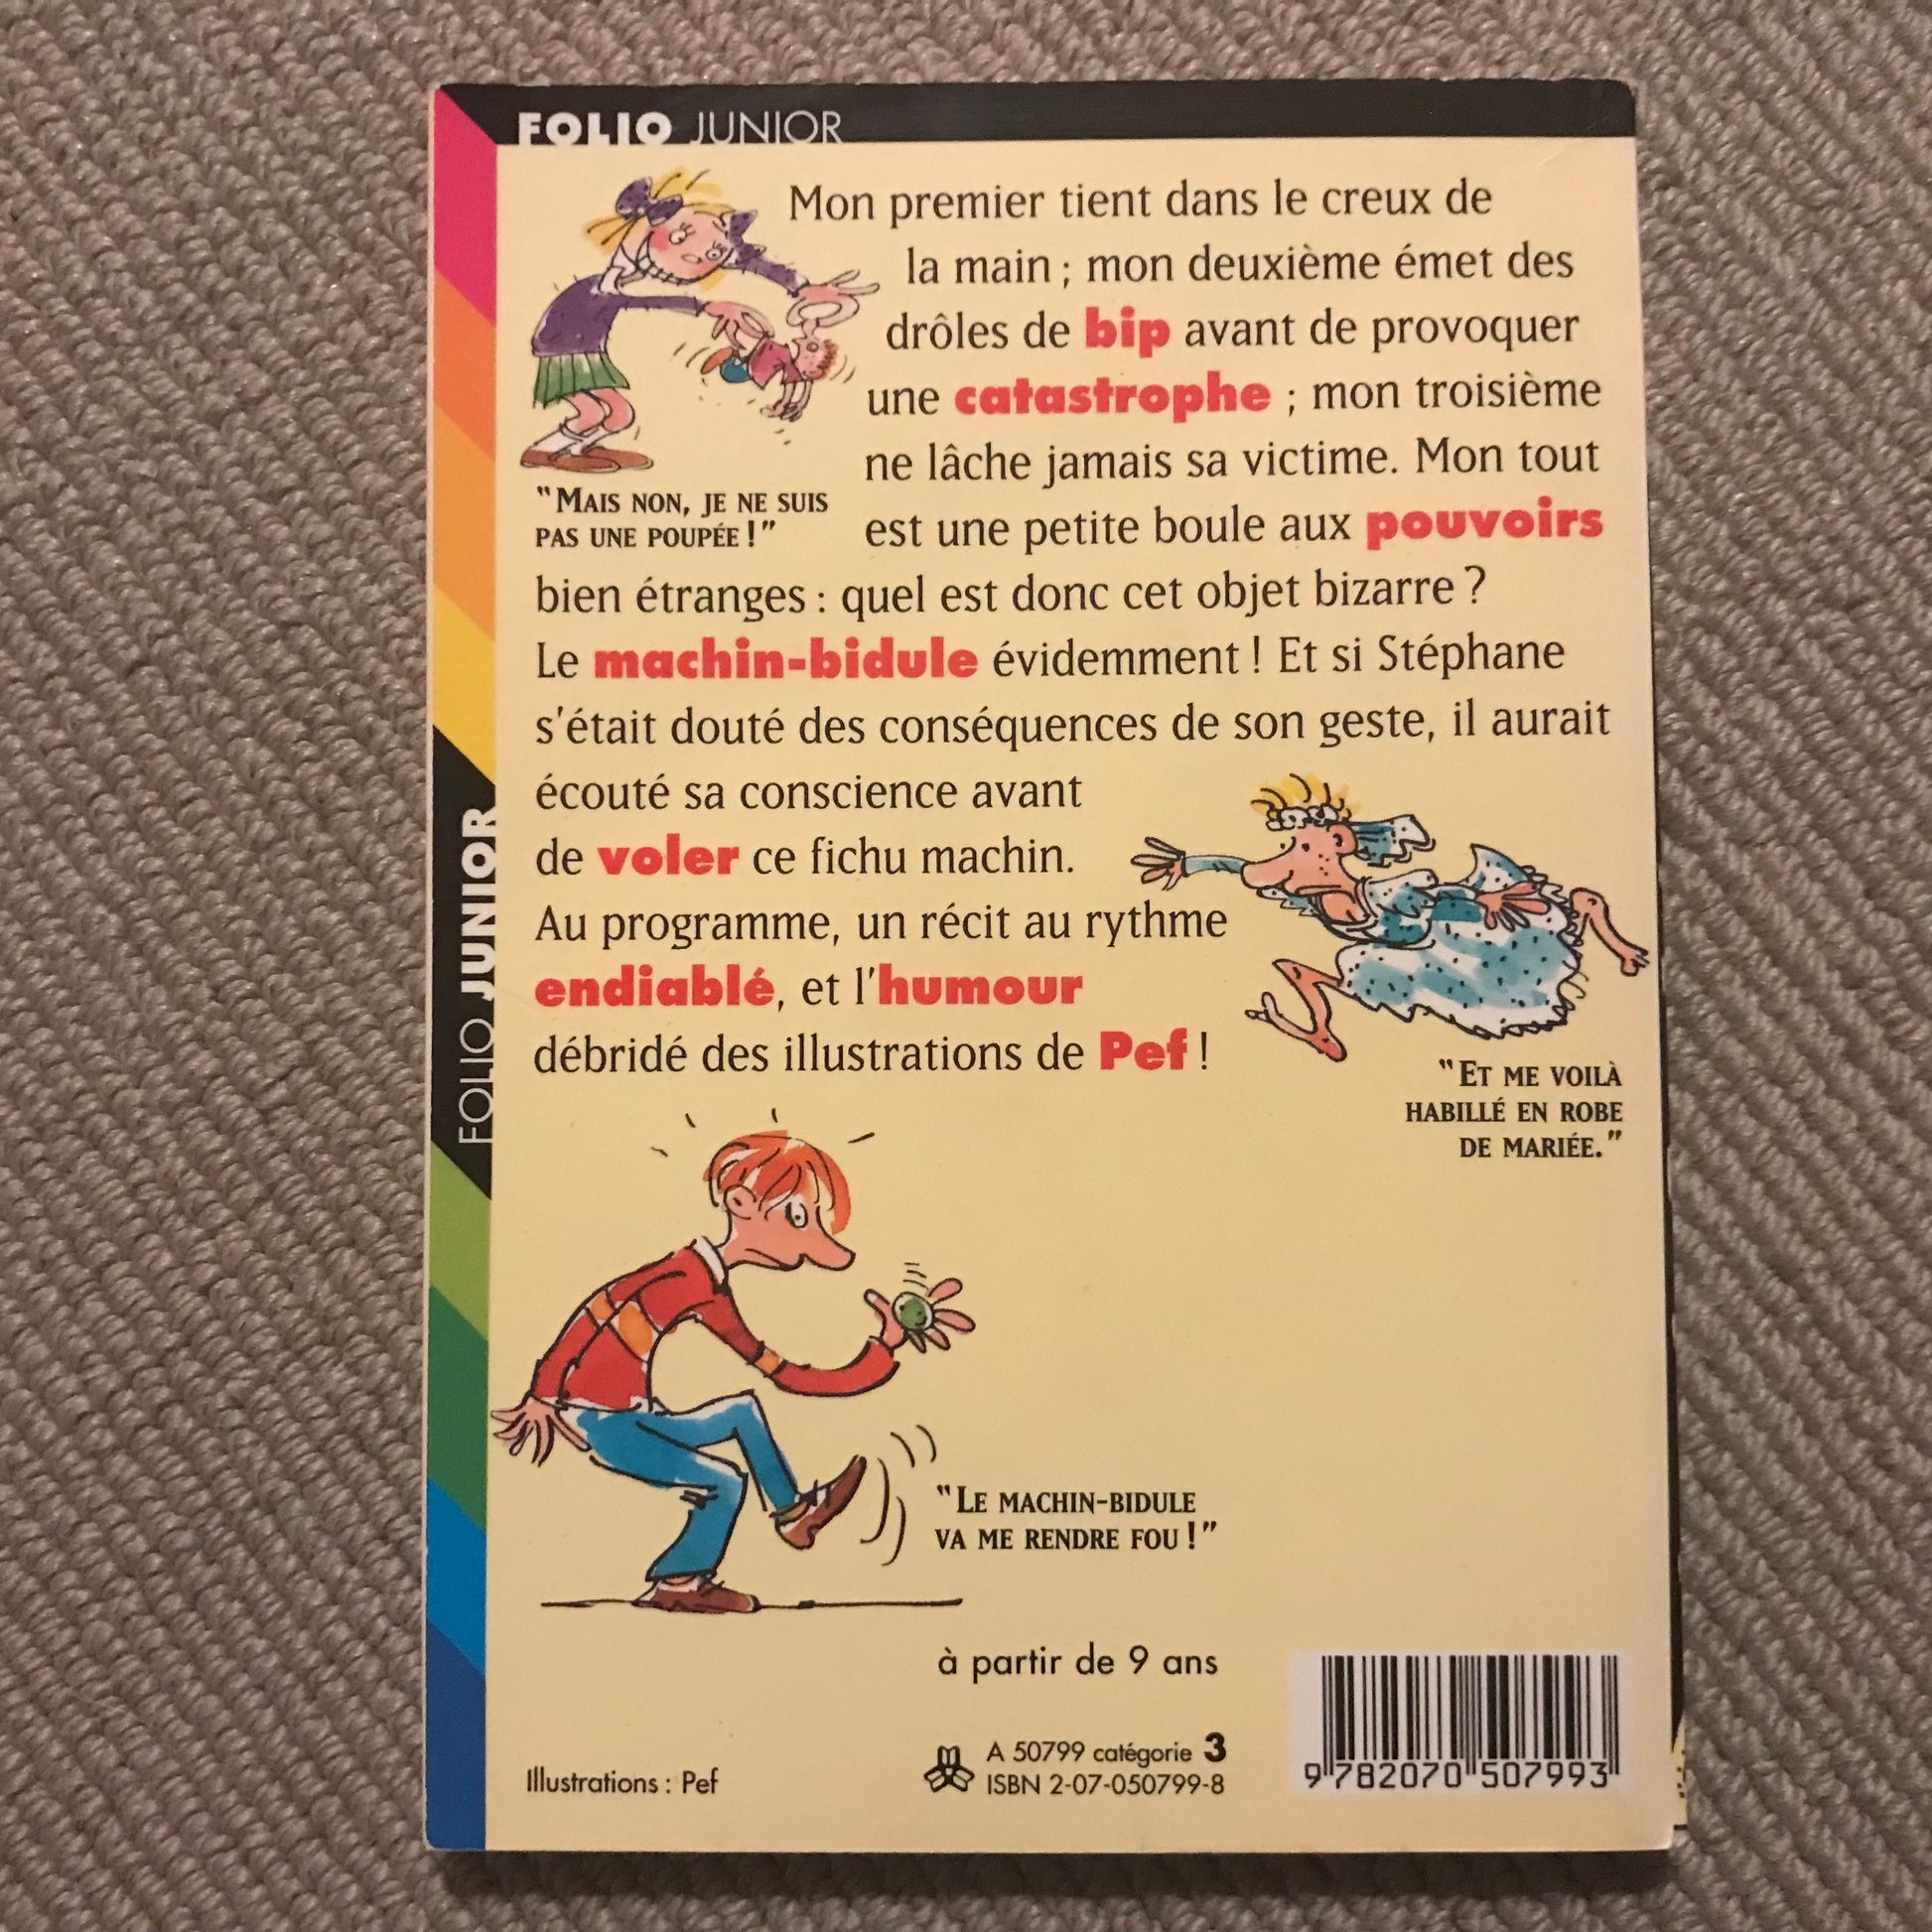 FOLIO JUNIOR
Mon premier tient dans le creux de
la main ; mon deuxième émet des
drôles de bip avant de provoquer
une catastrophe ; mon troisième
ne lâche jamais sa victime. Mon tout
est une petite boule aux pouvoirs
bien étranges : quel est donc cet objet bizarre ?
Le machin-bidule évidemment ! Et si Stéphane
s'était douté des conséquences de son geste, il aurait
écouté sa conscience avant
de voler ce fichu machin.
Au programme, un récit au rythme
endiablé, et l'humour
débridé des illustrations de Pef !
"MAIS NON, JE NE SUIS
PAS UNE POUPÉE !"
"ET ME VOILÀ
HABILLÉ EN ROBE
DE MARIÉE."
FOLIO JUNIOR
"LE MACHIN-BIDULE
VA ME RENDRE FOU !"
à partir de 9 ans
Illustrations : Pef
A 50799 catégorie 3
ISBN 2-07-050799-8
9 782070 507993